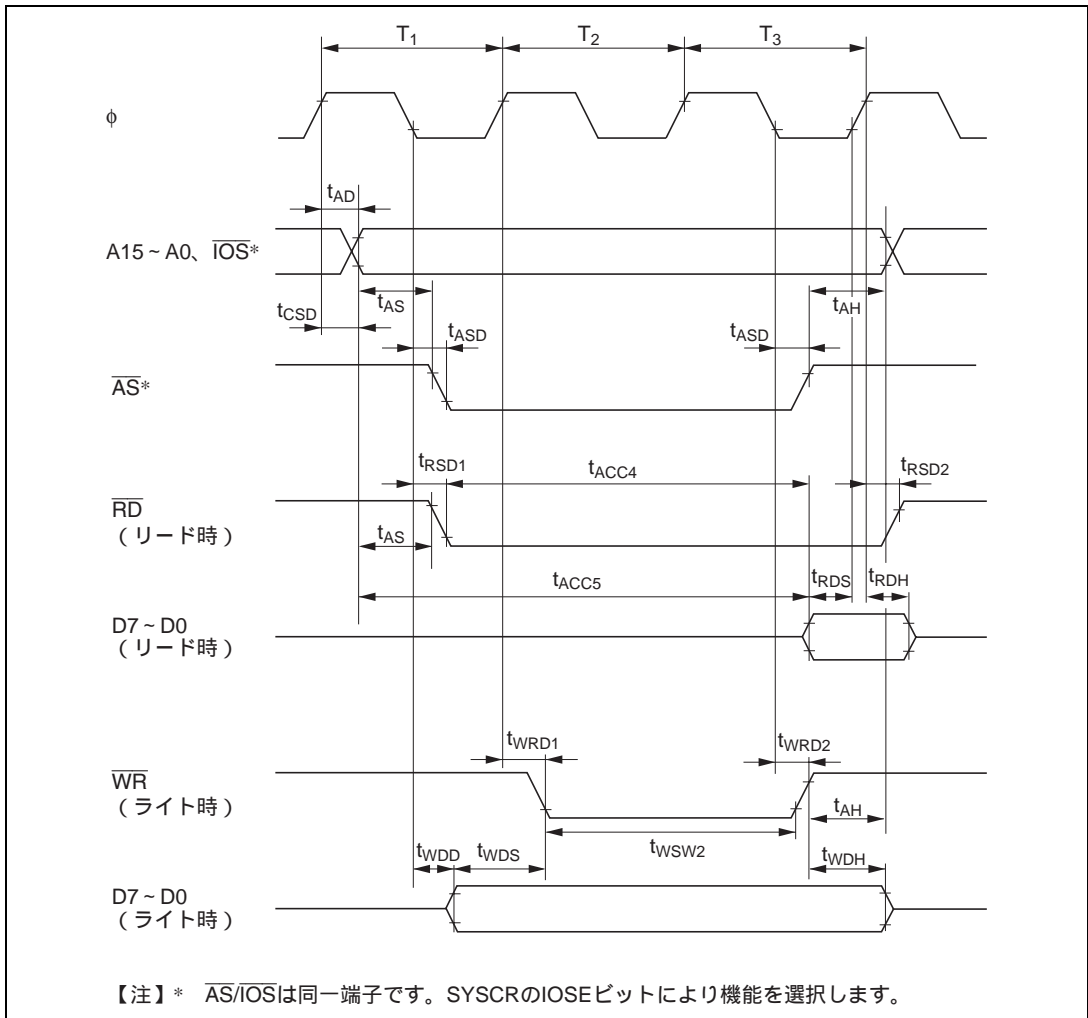 T1 T2 T3
φ
tAD
A15～A0、IOS*
tAS tAH
tCSD
tASD tASD
AS*
tRSD1 tACC4 tRSD2
RD
（リード時）
tAS
tACC5 tRDS tRDH
D7～D0
（リード時）
tWRD1 tWRD2
WR
（ライト時）
tAH
tWSW2
tWDD tWDS tWDH
D7～D0
（ライト時）
【注】* AS/IOSは同一端子です。SYSCRのIOSEビットにより機能を選択します。